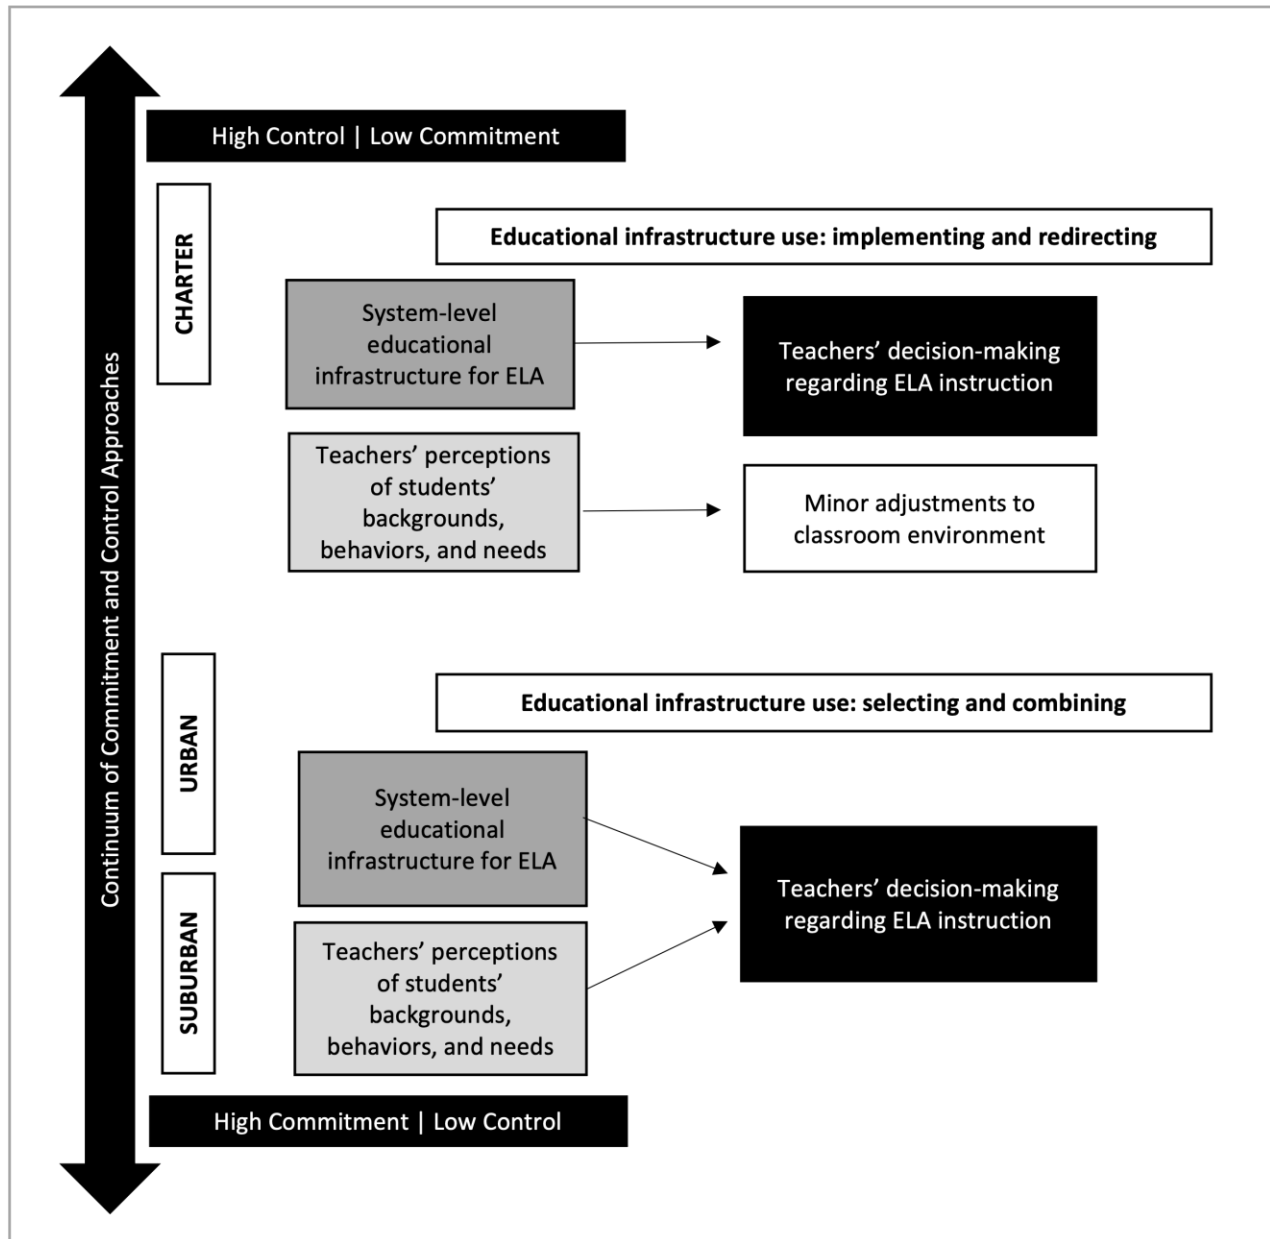 Continuum of Commitment and Control Approaches
High Control | Low Commitment
CHARTER
Educational infrastructure use: implementing and redirecting
System-level
educational
infrastructure for ELA
Teachers’ decision-making
regarding ELA instruction
Teachers’ perceptions
of students’
backgrounds,
behaviors, and needs
Minor adjustments to
classroom environment
URBAN
Educational infrastructure use: selecting and combining
System-level
educational
infrastructure for ELA
Teachers’ decision-making
regarding ELA instruction
SUBURBAN
Teachers’ perceptions
of students’
backgrounds,
behaviors, and needs
High Commitment | Low Control